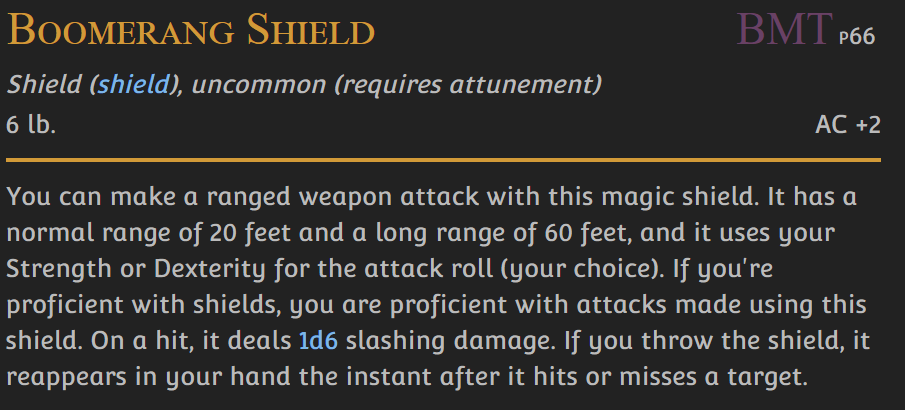 Boomerang Shield BMT P66
Shield (shield), uncommon (requires attunement)
6 lb. AC +2
You can make a ranged weapon attack with this magic shield. It has a
normal range of 20 feet and a long range of 60 feet, and it uses your
Strength or Dexterity for the attack roll (your choice). If you're
proficient with shields, you are proficient with attacks made using this
shield. On a hit, it deals 1d6 slashing damage. If you throw the shield, it
reappears in your hand the instant after it hits or misses a target.